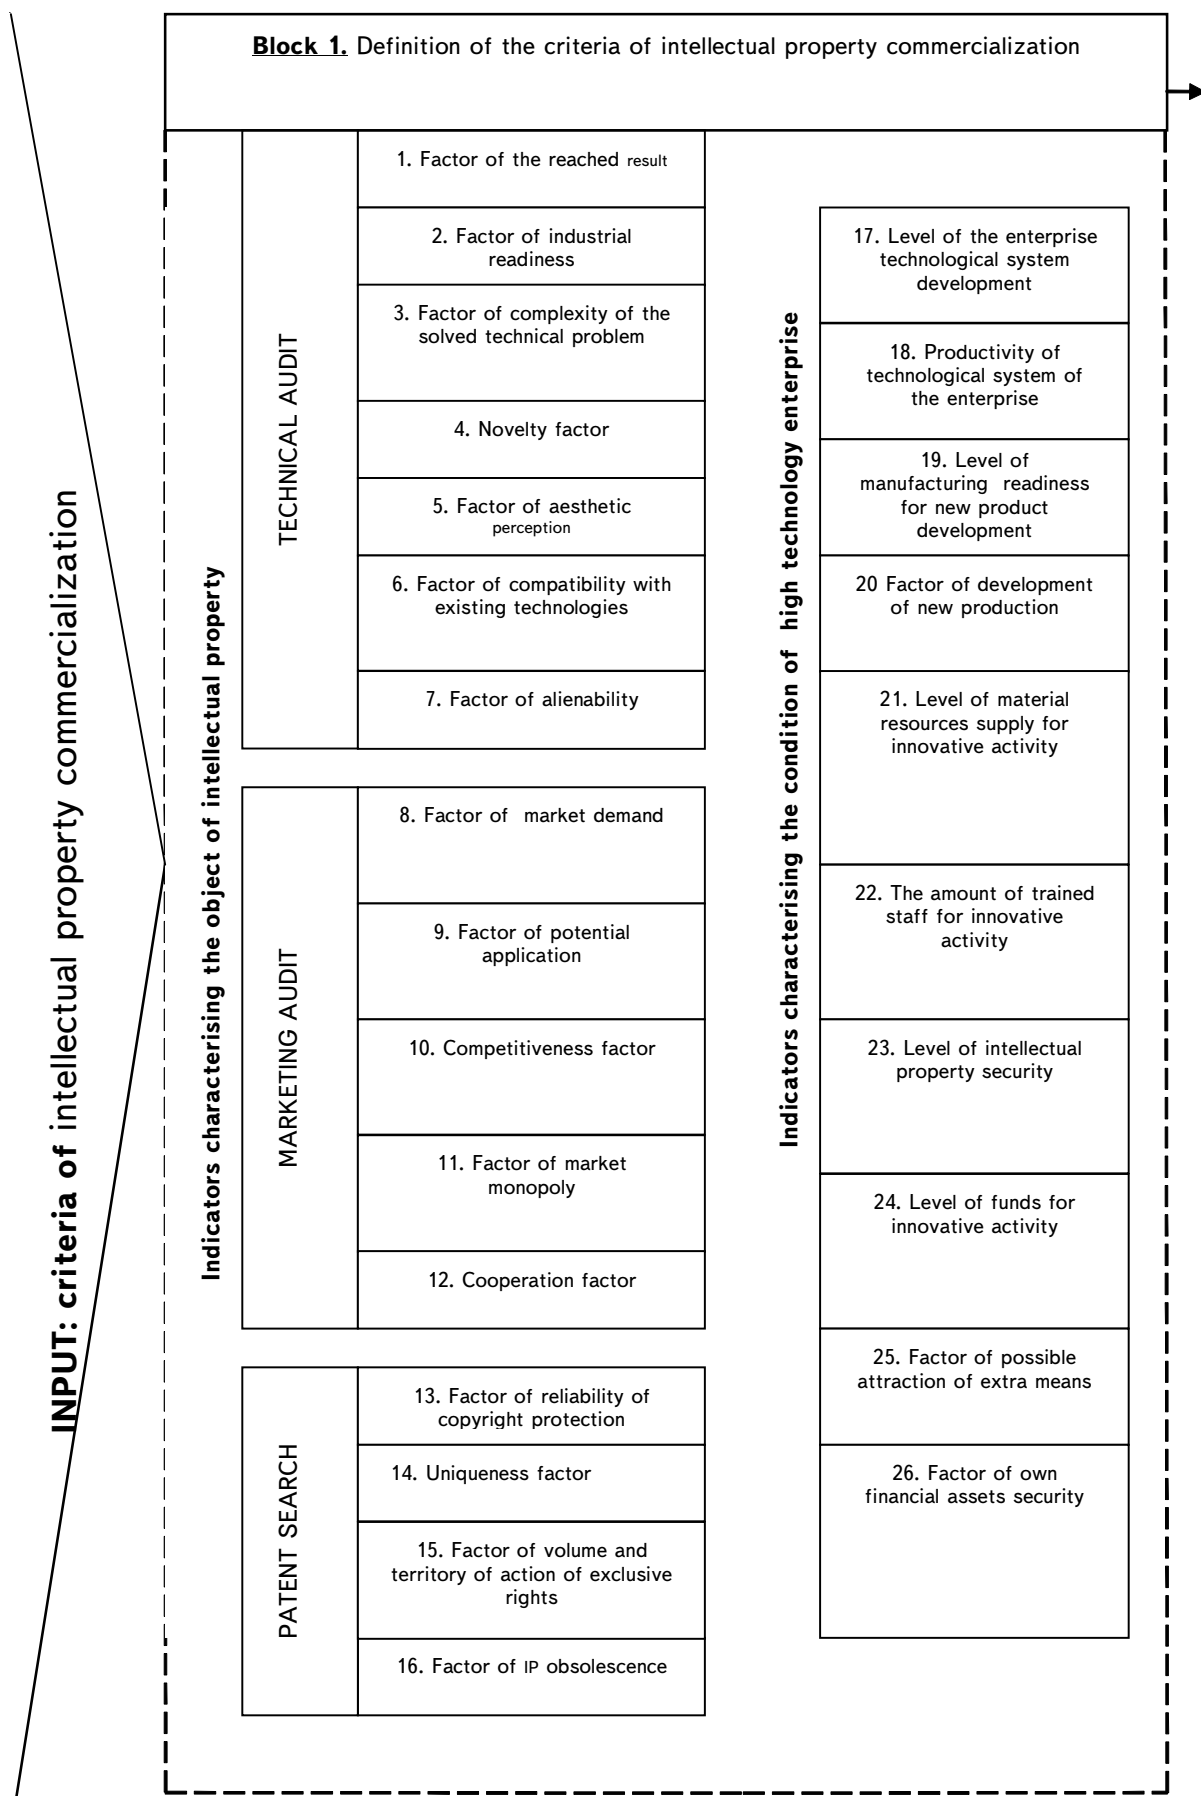 Block 1. Definition of the criteria of intellectual property commercialization
INPUT: criteria of intellectual property commercialization
Indicators characterising the object of intellectual property
TECHNICAL AUDIT
1. Factor of the reached result
2. Factor of industrial
readiness
3. Factor of complexity of the
solved technical problem
4. Novelty factor
5. Factor of aesthetic
perception
6. Factor of compatibility with
existing technologies
7. Factor of alienability
MARKETING AUDIT
8. Factor of market demand
9. Factor of potential
application
10. Competitiveness factor
11. Factor of market
monopoly
12. Cooperation factor
PATENT SEARCH
13. Factor of reliability of
copyright protection
14. Uniqueness factor
15. Factor of volume and
territory of action of exclusive
rights
16. Factor of IP obsolescence
Indicators characterising the condition of high technology enterprise
17. Level of the enterprise
technological system
development
18. Productivity of
technological system of
the enterprise
19. Level of
manufacturing readiness
for new product
development
20 Factor of development
of new production
21. Level of material
resources supply for
innovative activity
22. The amount of trained
staff for innovative
activity
23. Level of intellectual
property security
24. Level of funds for
innovative activity
25. Factor of possible
attraction of extra means
26. Factor of own
financial assets security